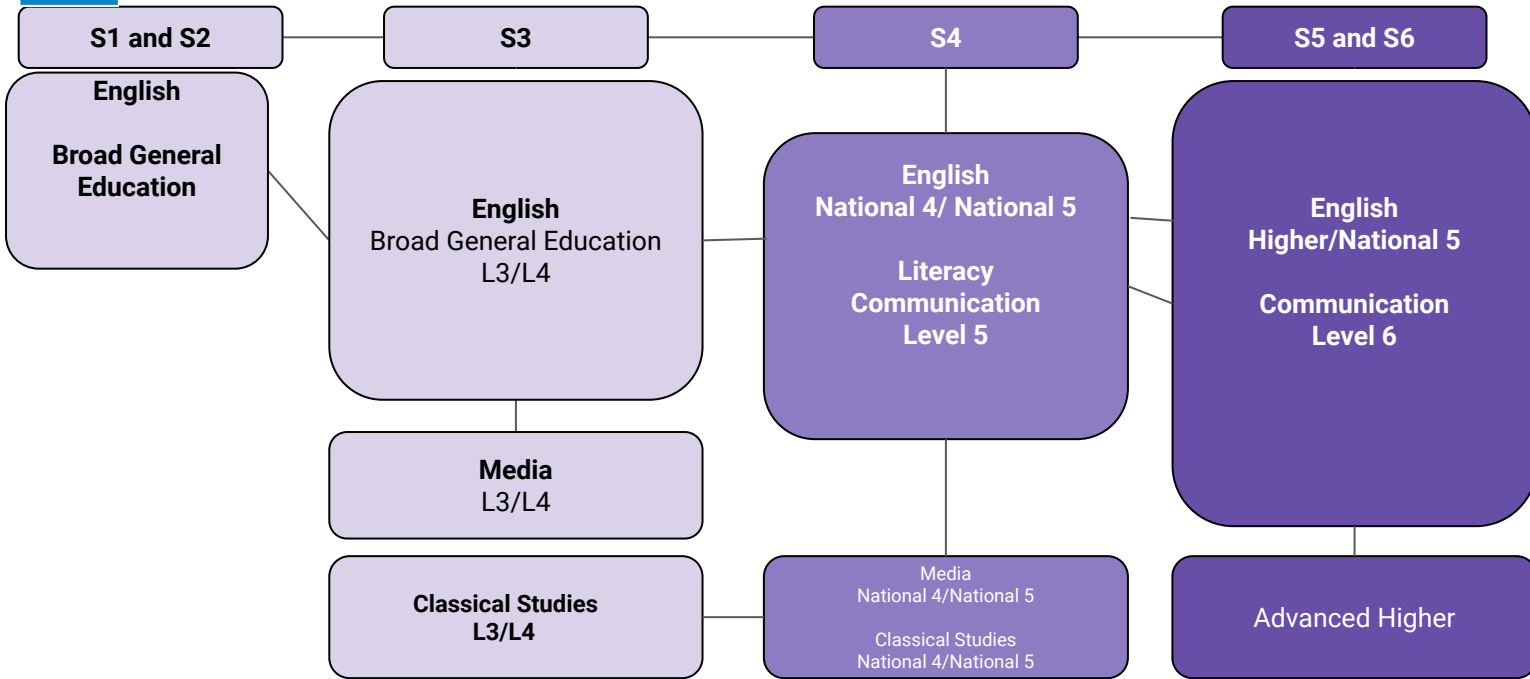 S1 and S2
S3
S4
S5 and S6
English
Broad General
Education
English
Broad General Education
L3/L4
English
National 4/ National 5
Literacy
Communication
Level 5
English
Higher/National 5
Communication
Level 6
Media
L3/L4
Classical Studies
L3/L4
Media
National 4/National 5
Classical Studies
National 4/National 5
Advanced Higher